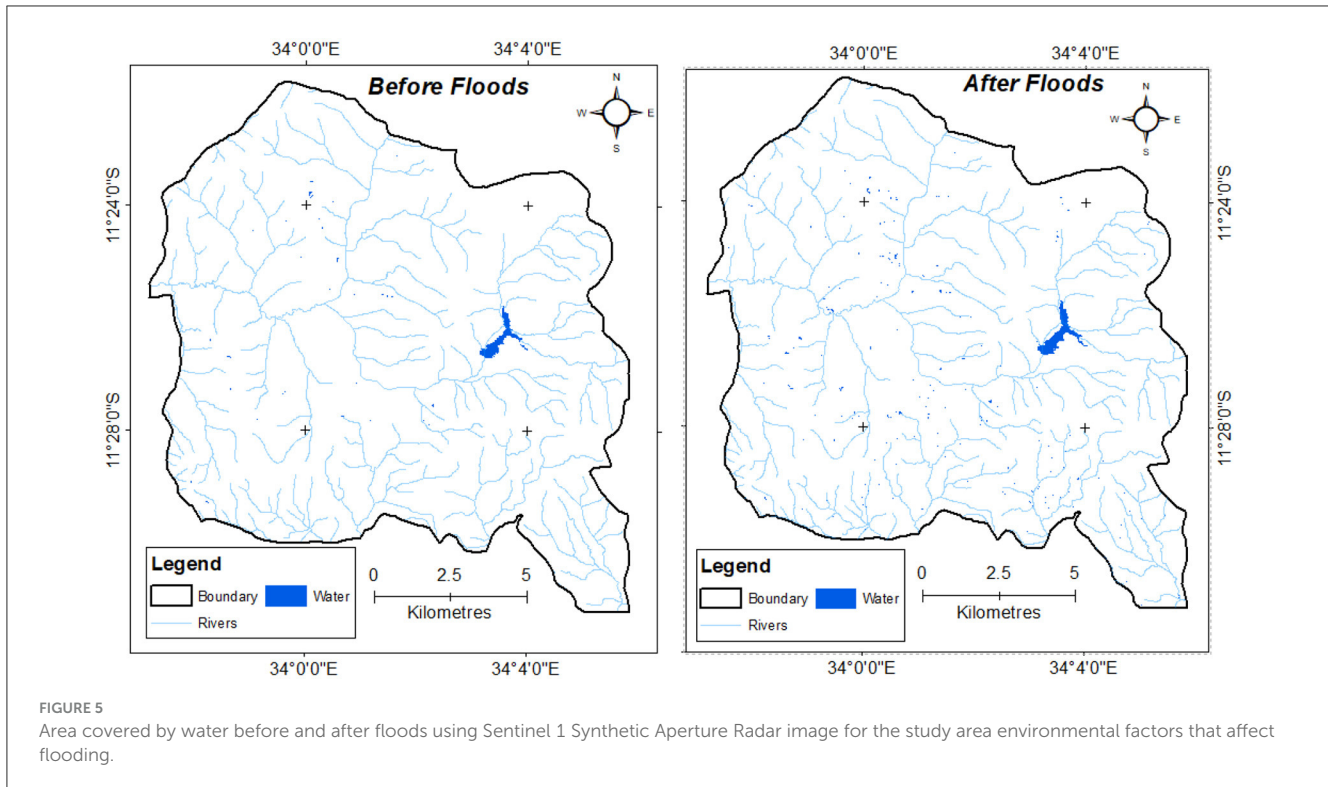 34°0'0"E 34°4'0"E
Before Floods
N
W E
S
11°24'0"S
11°28'0"S
Legend
Boundary Water
Rivers
0 2.5 5
Kilometres
34°0'0"E 34°4'0"E
34°0'0"E 34°4'0"E
After Floods
N
W E
S
11°24'0"S
11°28'0"S
Legend
Boundary Water
Rivers
0 2.5 5
Kilometres
34°0'0"E 34°4'0"E
FIGURE 5
Area covered by water before and after floods using Sentinel 1 Synthetic Aperture Radar image for the study area environmental factors that affect
flooding.